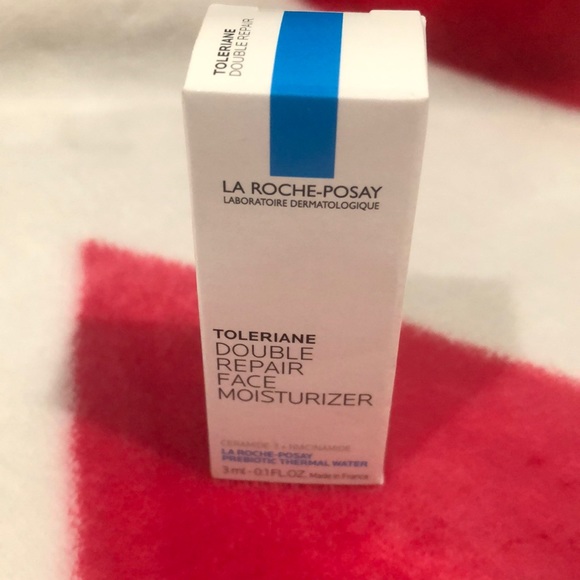 TOLERIANE
DOUBLE REPAIR
LA ROCHE-POSAY
LABORATOIRE DERMATOLOGIQUE
TOLERIANE
DOUBLE
REPAIR
FACE
MOISTURIZER
CERAMIDE-3 + NIACINAMIDE
LA ROCHE-POSAY
PREBIOTIC THERMAL WATER
3 ml - 0.1 FL.OZ. Made in France